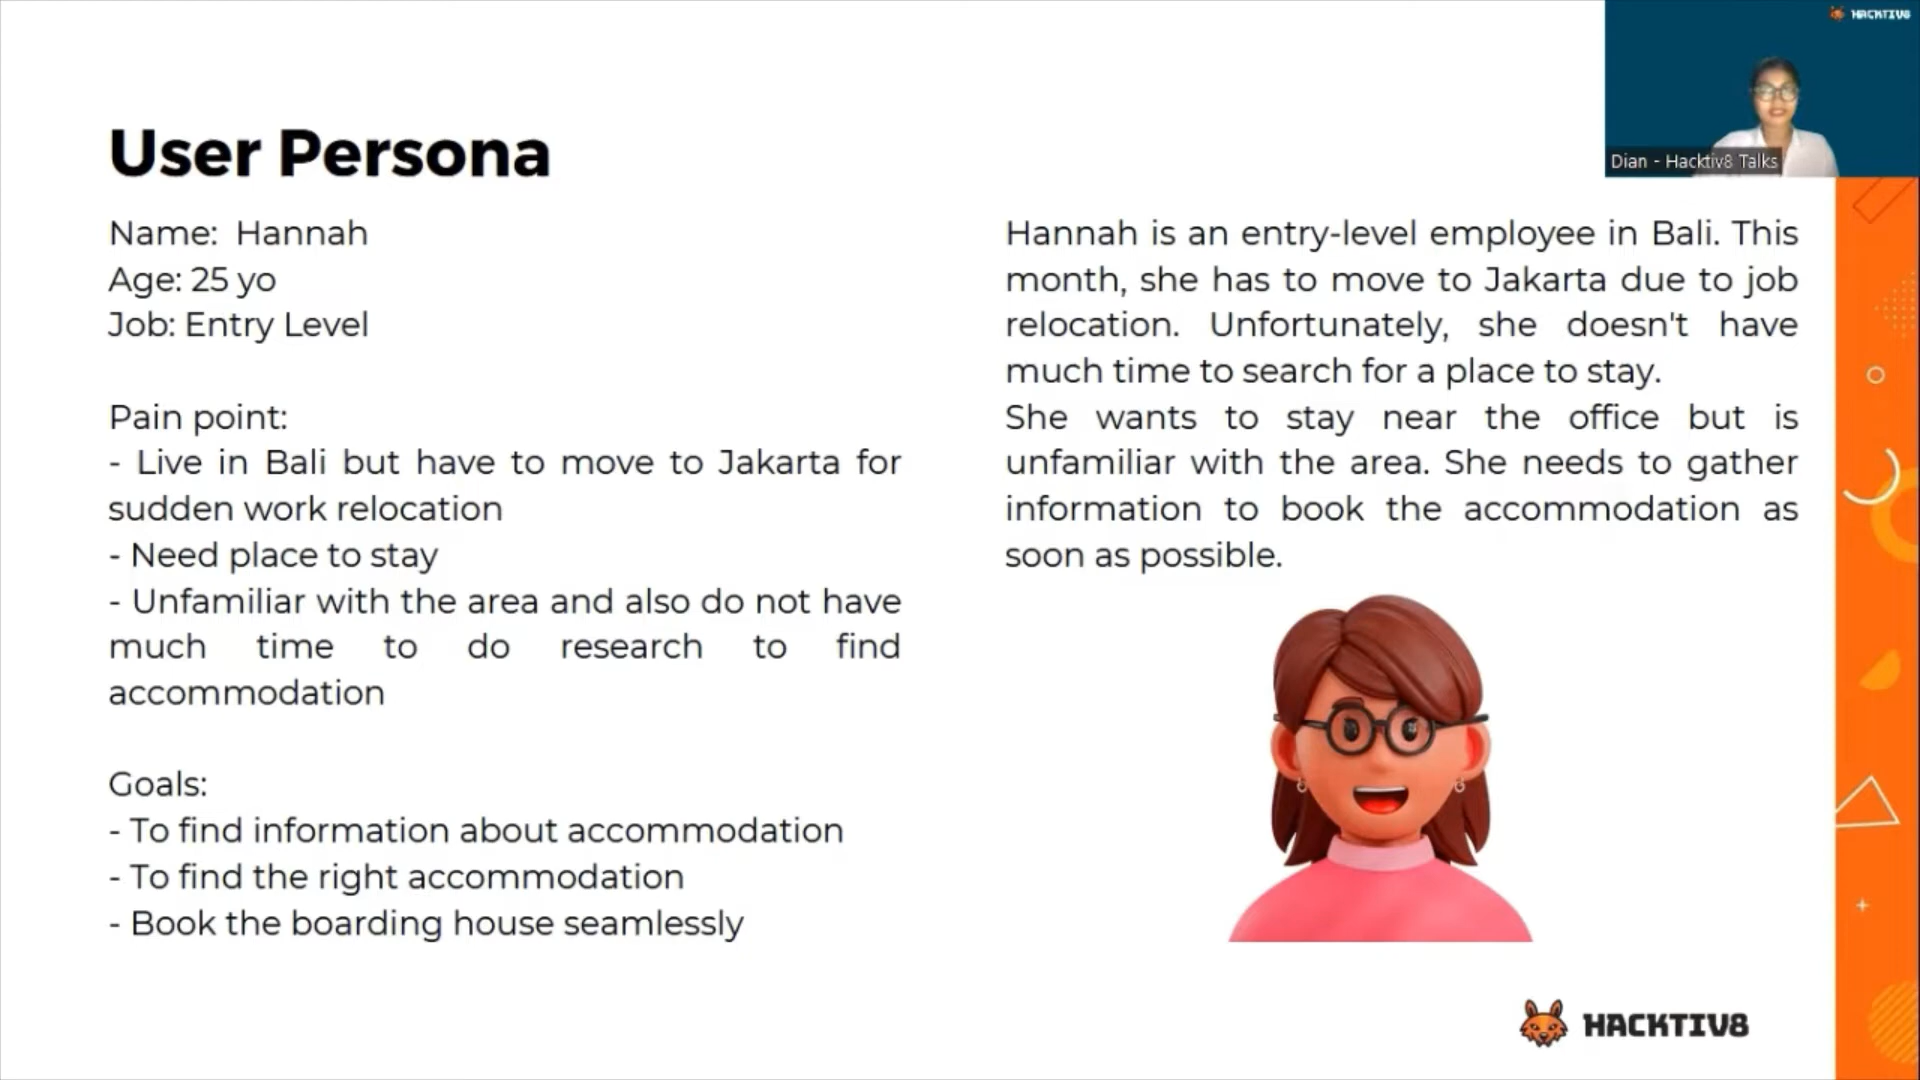 HACKTIV8
Dian - Hacktiv8 Talks
User Persona
Name: Hannah
Age: 25 yo
Job: Entry Level
Pain point:
- Live in Bali but have to move to Jakarta for
sudden work relocation
- Need place to stay
- Unfamiliar with the area and also do not have
much time to do research to find
accommodation
Goals:
- To find information about accommodation
- To find the right accommodation
- Book the boarding house seamlessly
Hannah is an entry-level employee in Bali. This
month, she has to move to Jakarta due to job
relocation. Unfortunately, she doesn't have
much time to search for a place to stay.
She wants to stay near the office but is
unfamiliar with the area. She needs to gather
information to book the accommodation as
soon as possible.
HACKTIV8